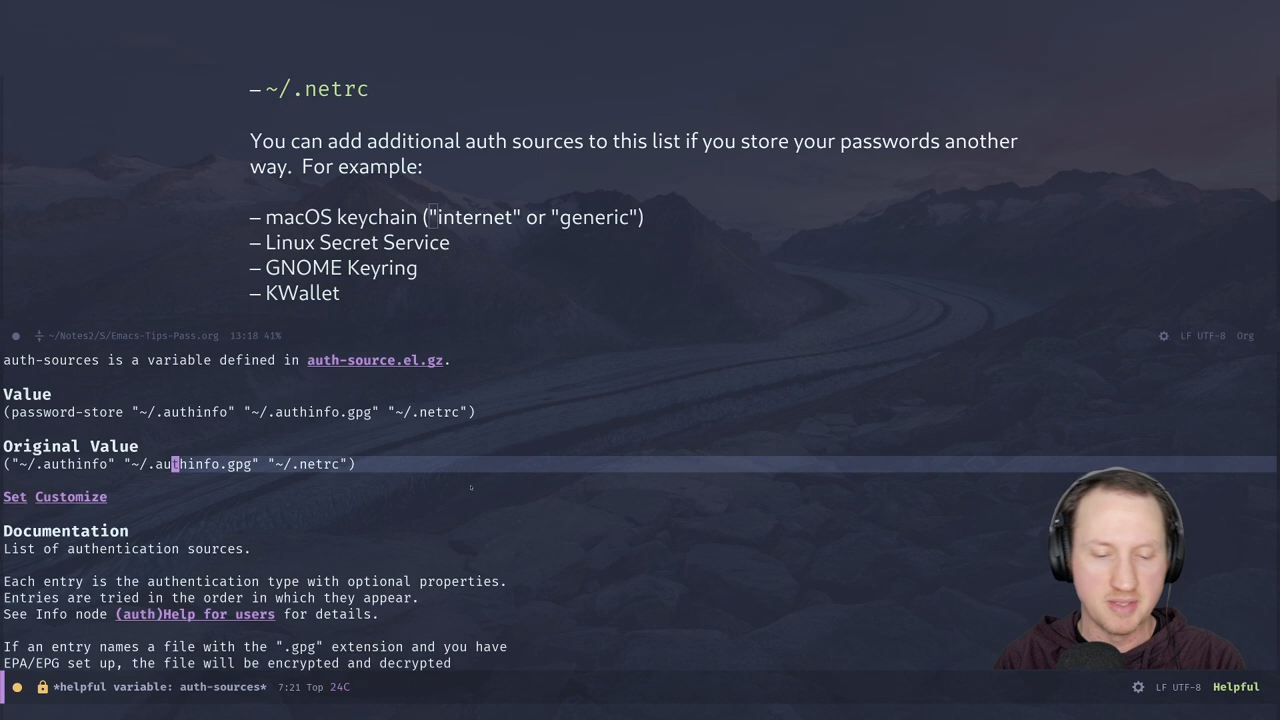 – ~/.netrc
You can add additional auth sources to this list if you store your passwords another
way.  For example:
– macOS keychain ("internet" or "generic")
– Linux Secret Service
– GNOME Keyring
– KWallet
~/Notes2/S/Emacs-Tips-Pass.org  13:18 41%  LF UTF-8  Org
auth-sources is a variable defined in auth-source.el.gz.
Value
(password-store "~/.authinfo" "~/.authinfo.gpg" "~/.netrc")
Original Value
("~/.authinfo" "~/.authinfo.gpg" "~/.netrc")
Set Customize
Documentation
List of authentication sources.
Each entry is the authentication type with optional properties.
Entries are tried in the order in which they appear.
See Info node (auth)Help for users for details.
If an entry names a file with the ".gpg" extension and you have
EPA/EPG set up, the file will be encrypted and decrypted
*helpful variable: auth-sources*  7:21 Top 24C  LF UTF-8  Helpful